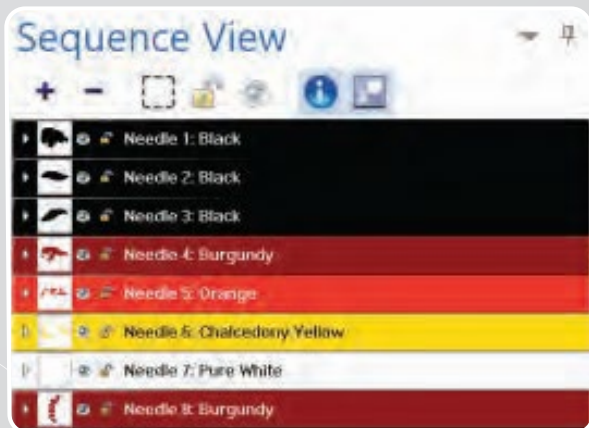 Sequence View
Needle 1: Black
Needle 2: Black
Needle 3: Black
Needle 4: Burgundy
Needle 5: Orange
Needle 6: Chalcedony Yellow
Needle 7: Pure White
Needle 8: Burgundy